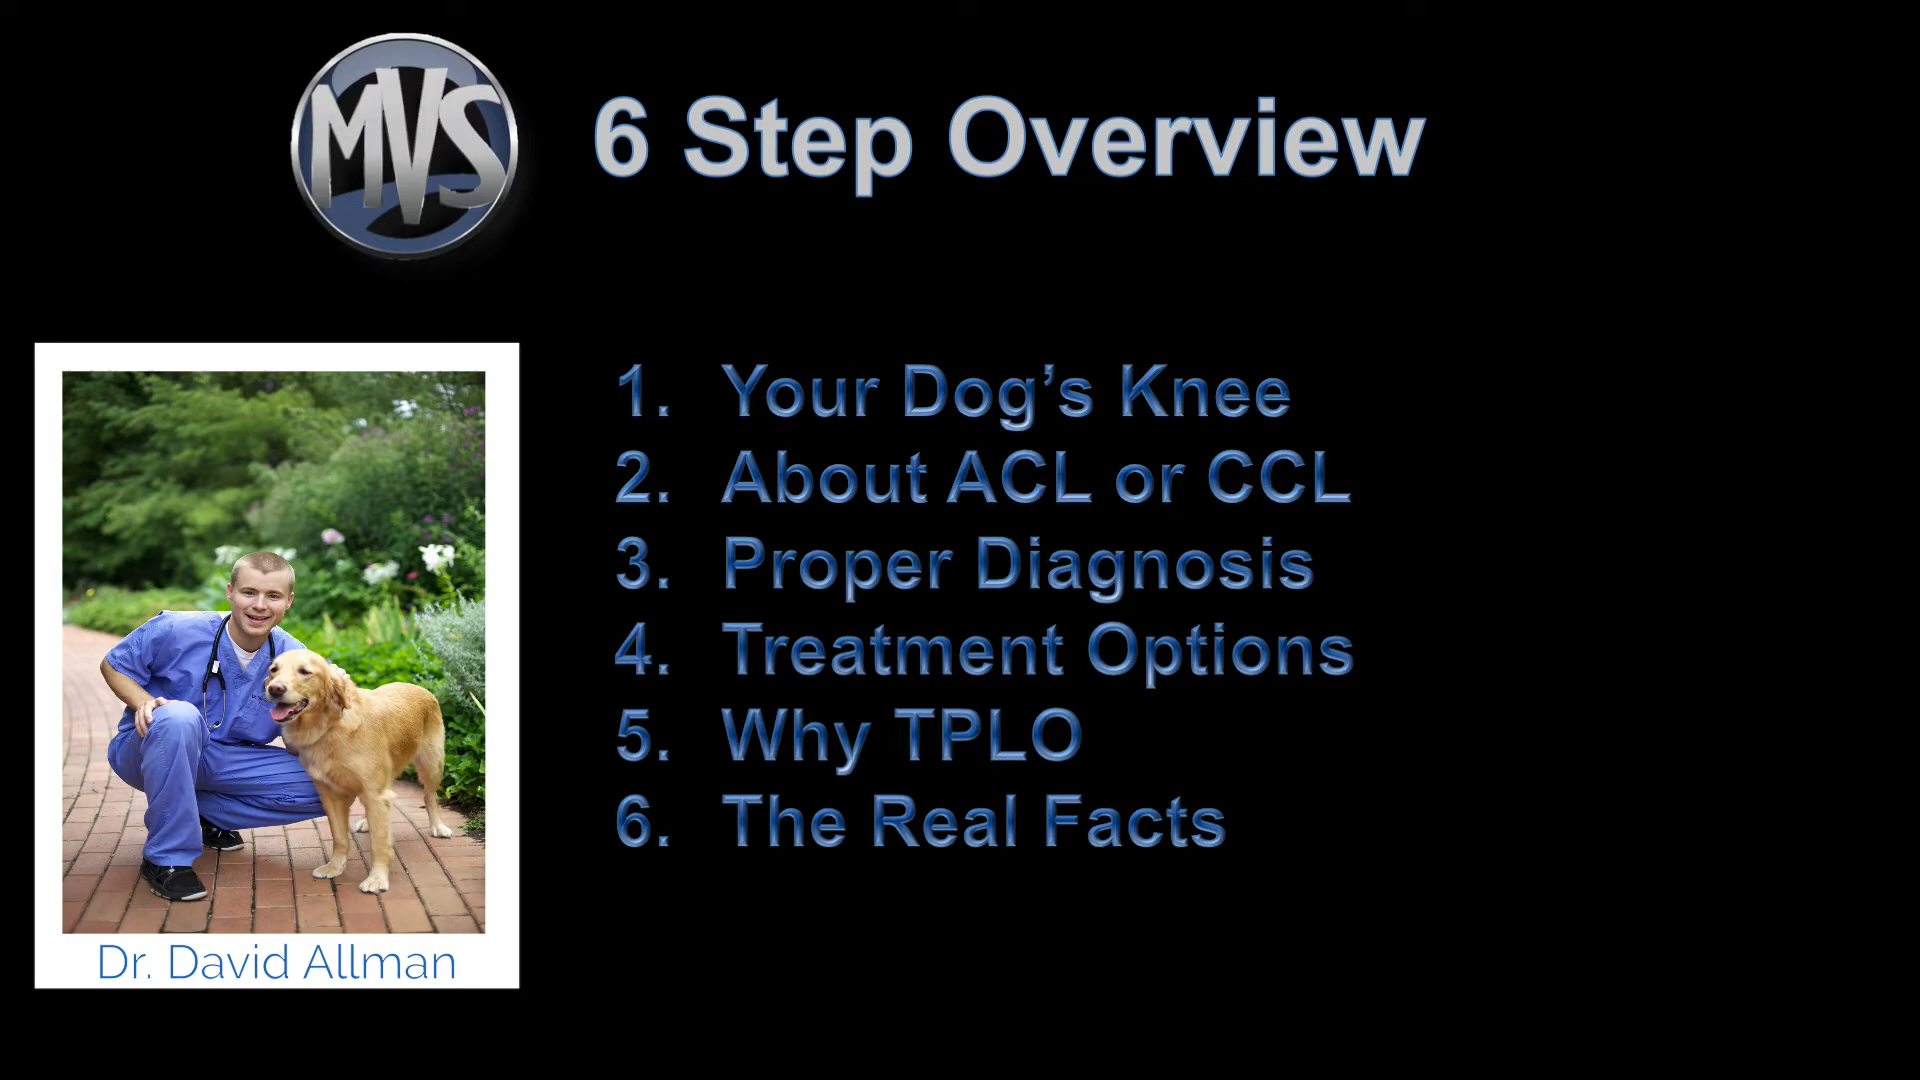 MVS
6 Step Overview
1. Your Dog’s Knee
2. About ACL or CCL
3. Proper Diagnosis
4. Treatment Options
5. Why TPLO
6. The Real Facts
Dr. David Allman